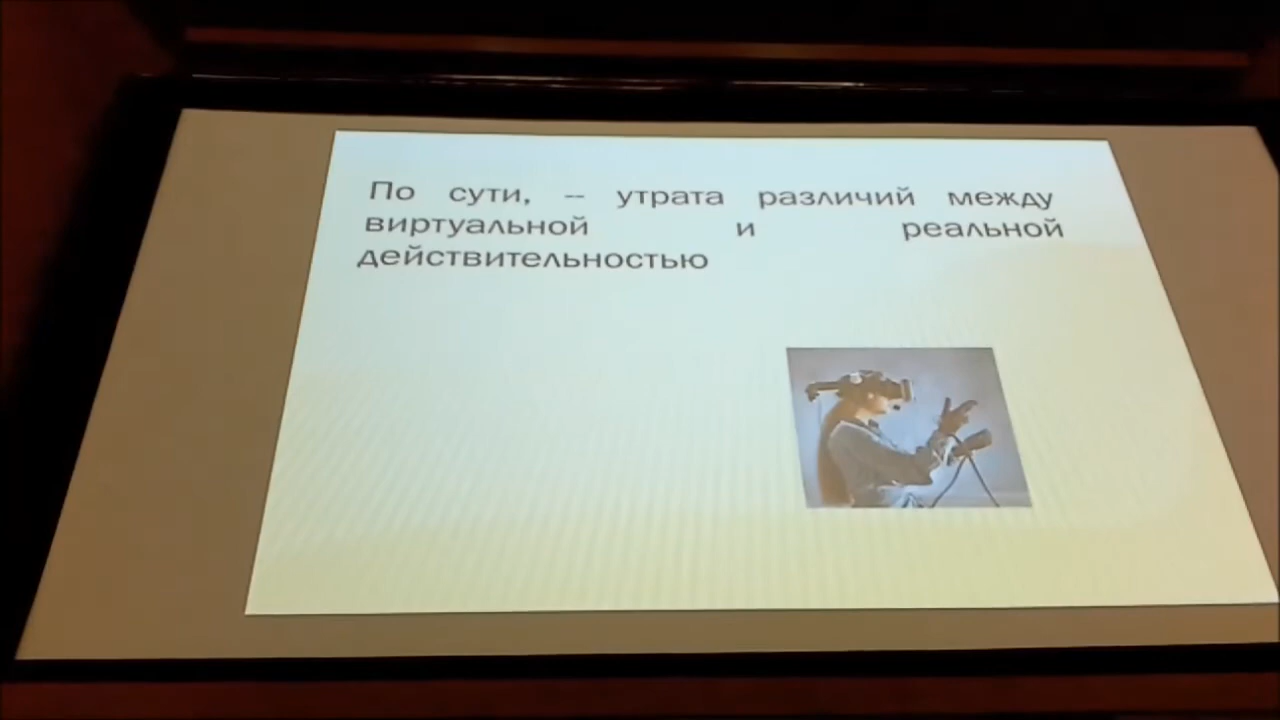 По сути, -- утрата различий между
виртуальной и реальной
действительностью